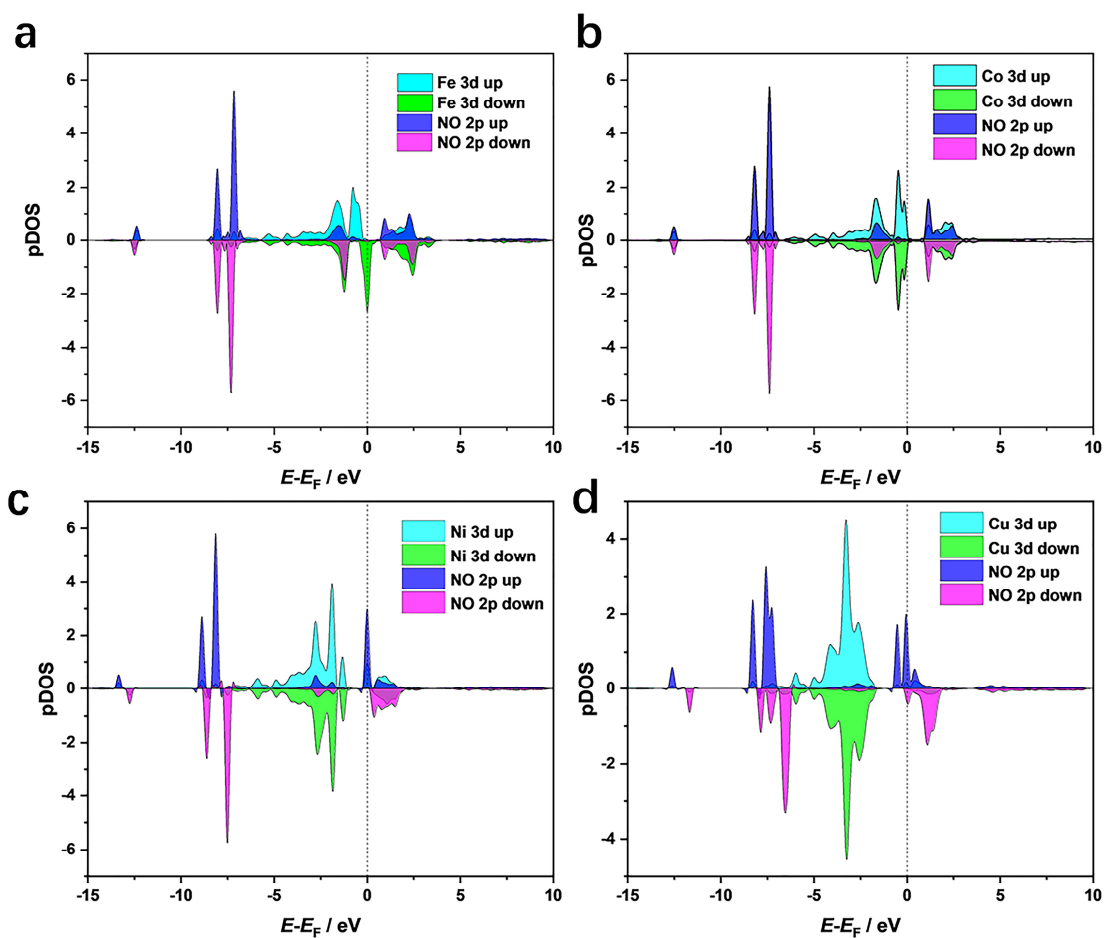 a
pDOS
6
4
2
0
-2
-4
-6
-15
-10
-5
0
5
10
E-EF / eV
Fe 3d up
Fe 3d down
NO 2p up
NO 2p down
b
pDOS
6
4
2
0
-2
-4
-6
-15
-10
-5
0
5
10
E-EF / eV
Co 3d up
Co 3d down
NO 2p up
NO 2p down
c
pDOS
6
4
2
0
-2
-4
-6
-15
-10
-5
0
5
10
E-EF / eV
Ni 3d up
Ni 3d down
NO 2p up
NO 2p down
d
pDOS
4
2
0
-2
-4
-15
-10
-5
0
5
10
E-EF / eV
Cu 3d up
Cu 3d down
NO 2p up
NO 2p down